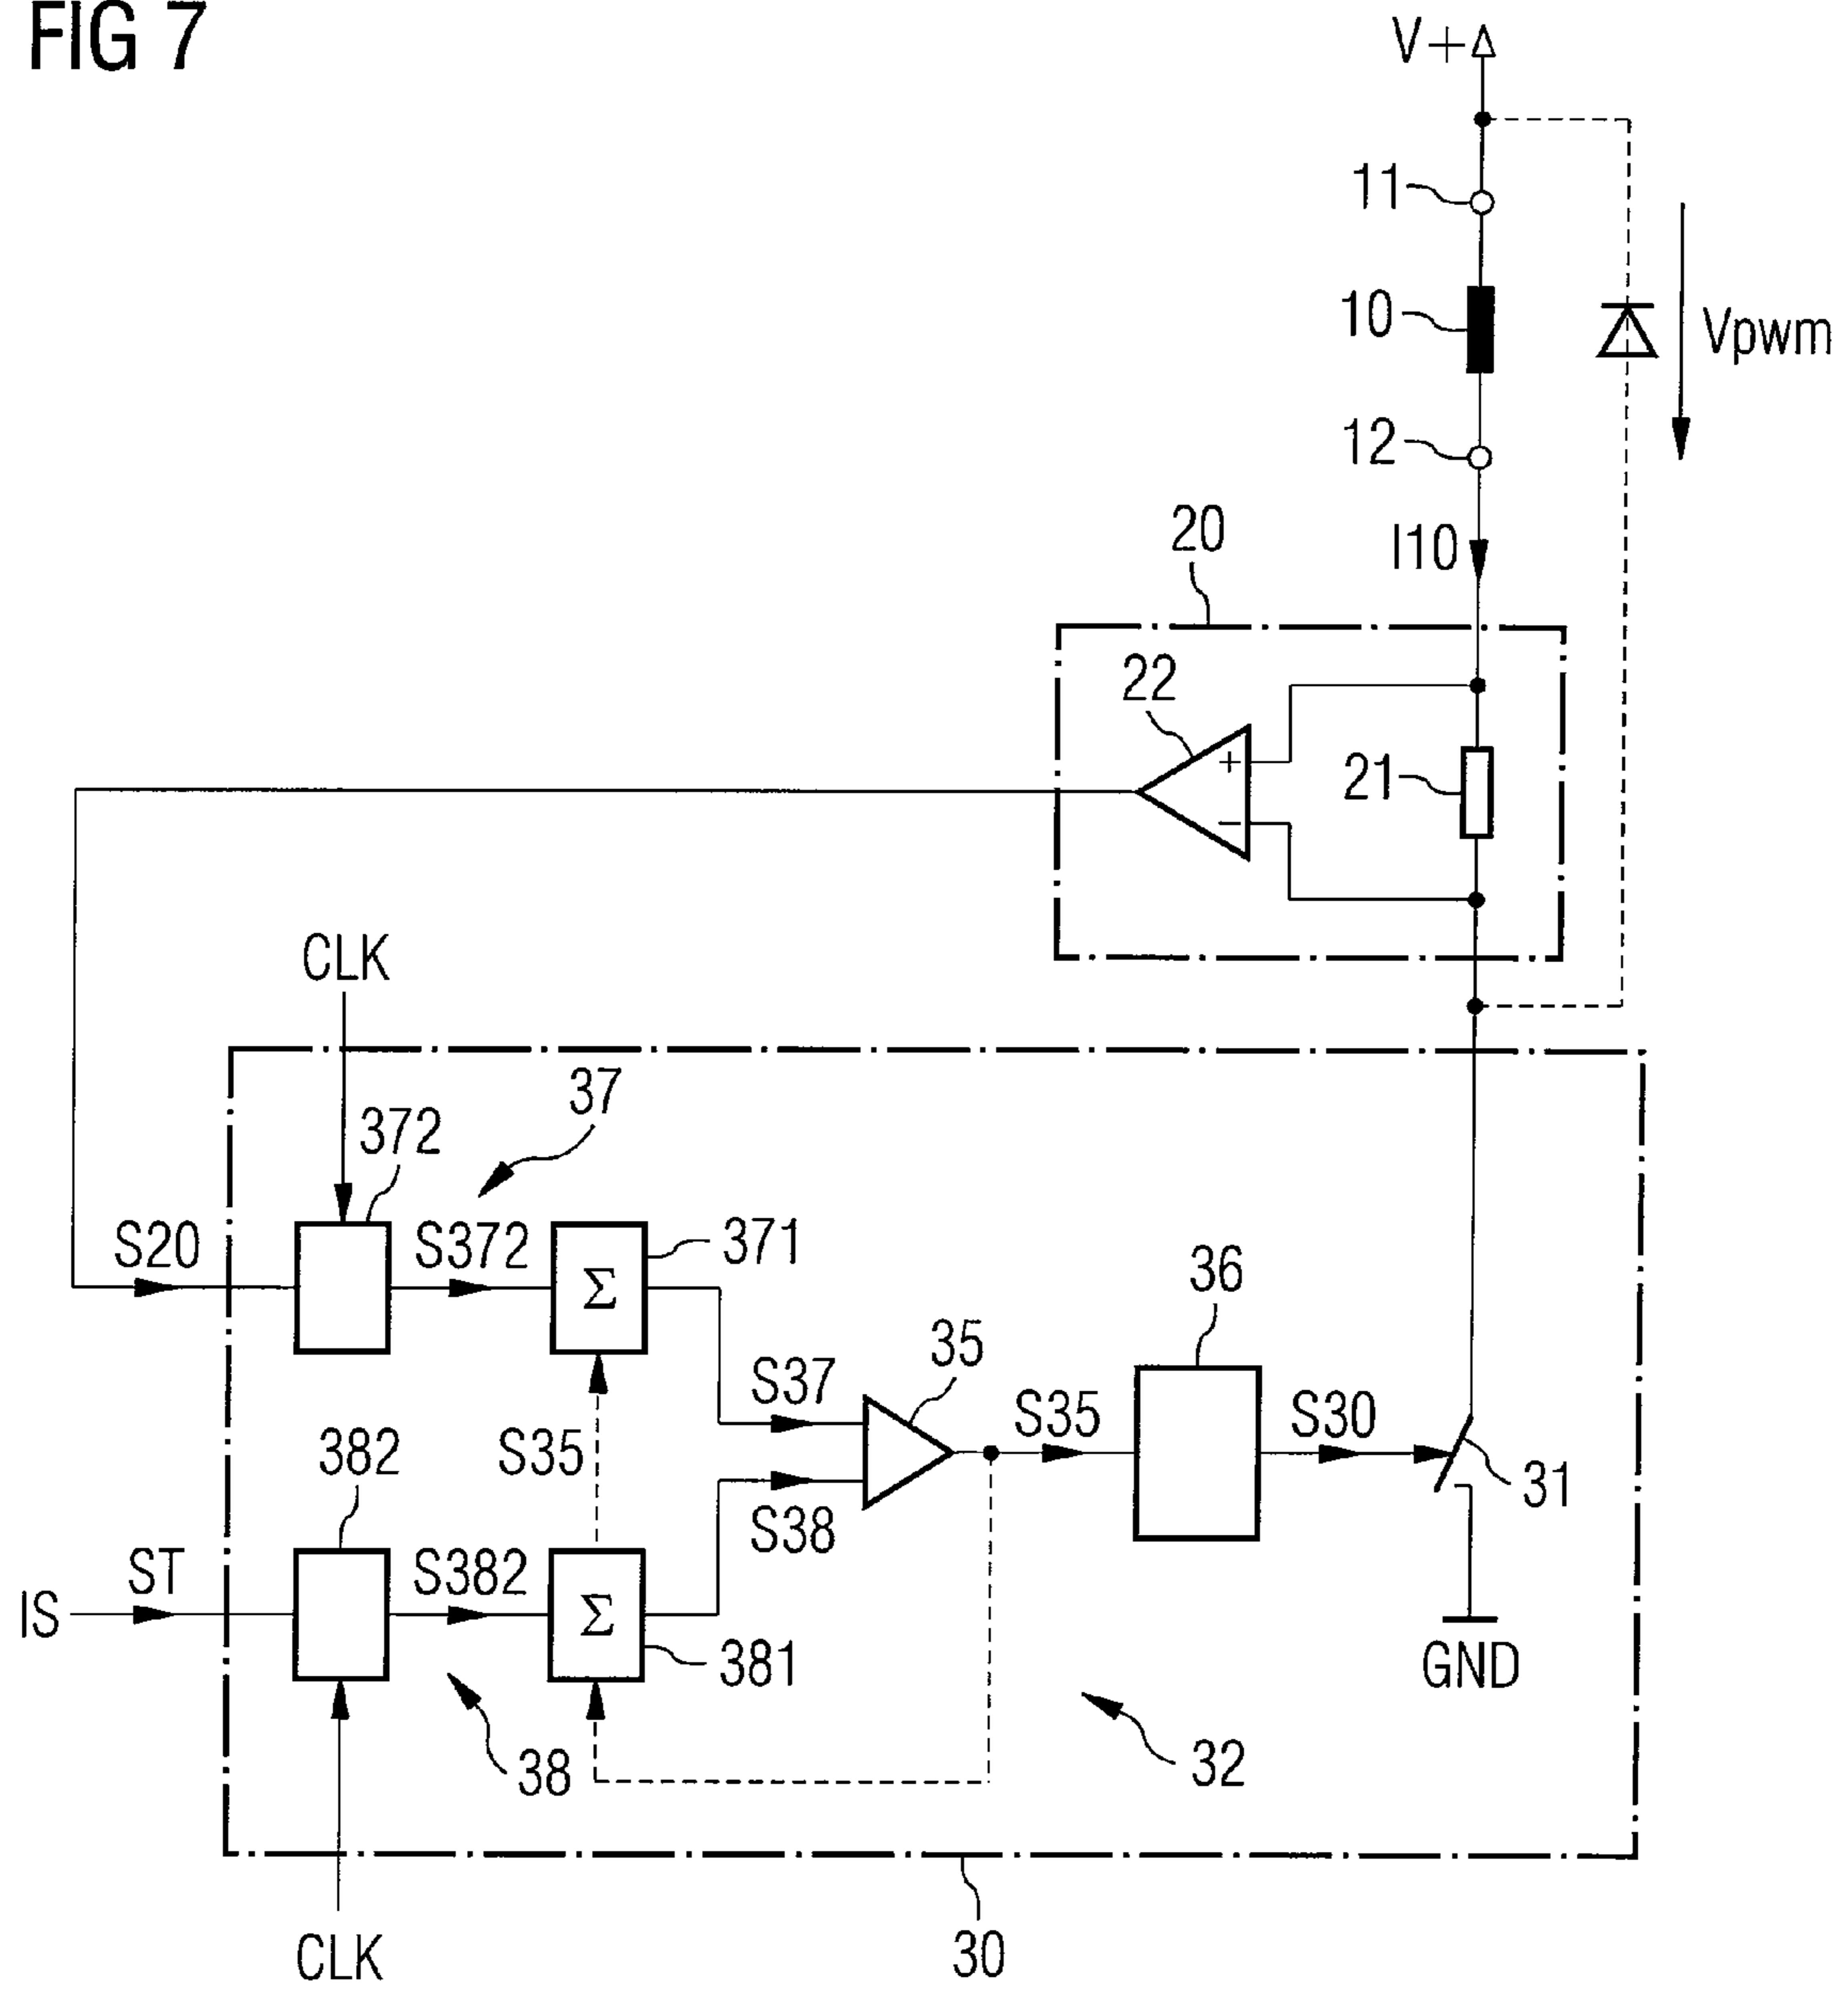 FIG 7
V+
11
10
Vpwm
12
I10
20
22
+
21
−
CLK
37
372
S20
S372
371
Σ
36
35
S37
S35
S30
382
S35
31
S38
ST
S382
IS
Σ
381
GND
38
32
30
CLK